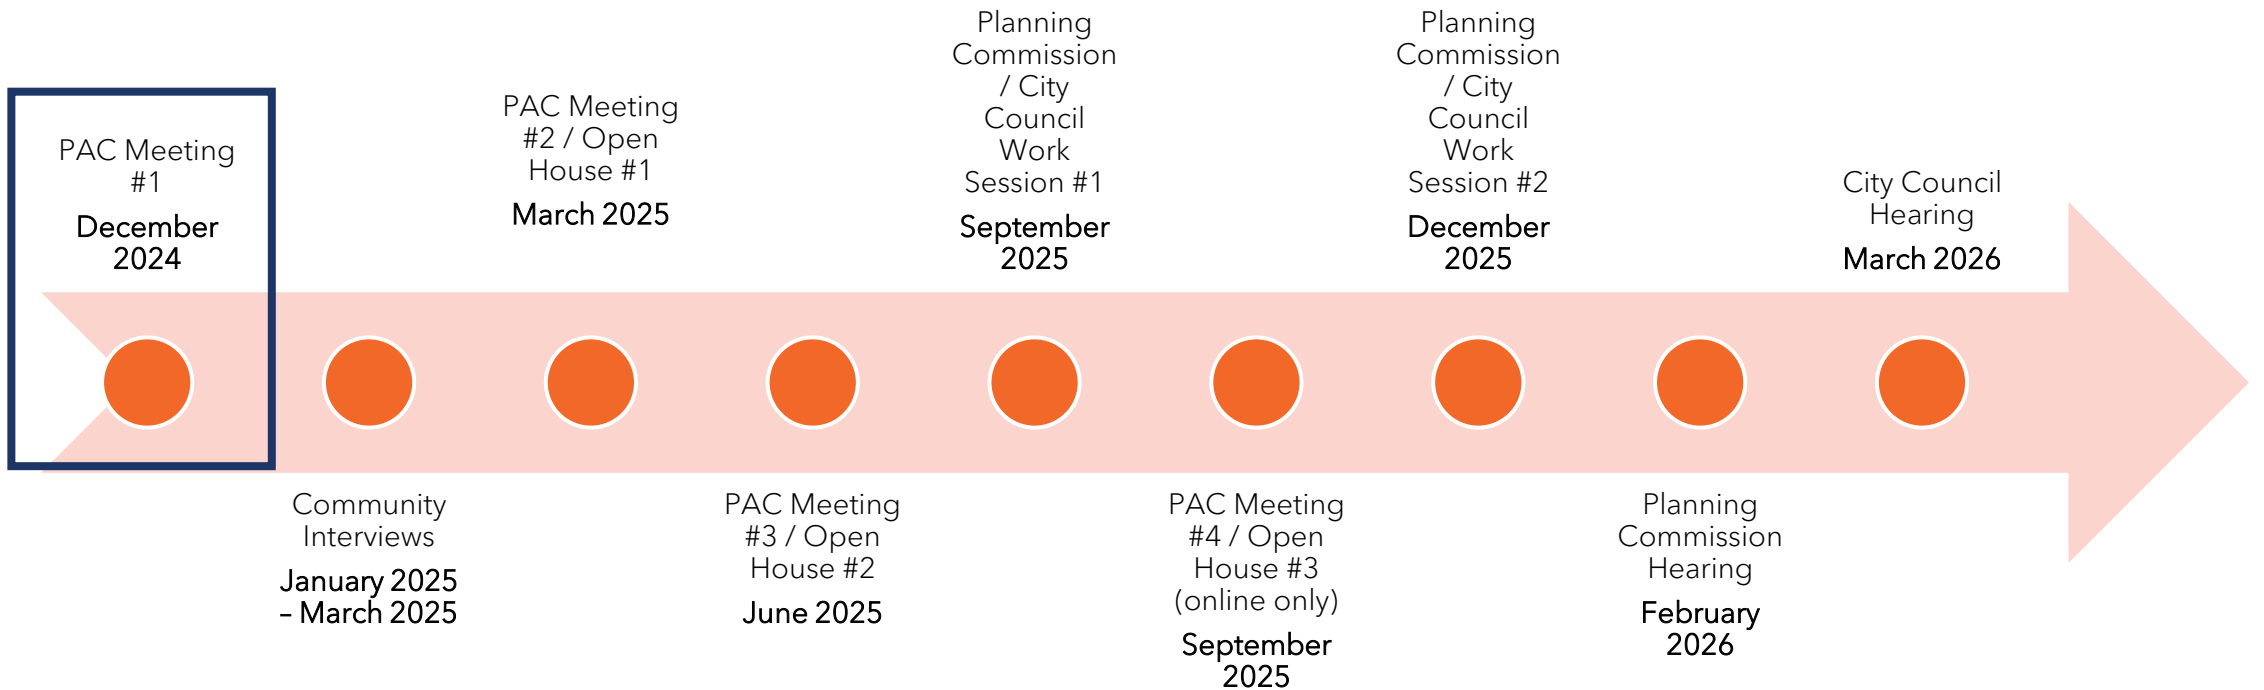 PAC Meeting
#1
December
2024
Community
Interviews
January 2025
– March 2025
PAC Meeting
#2 / Open
House #1
March 2025
PAC Meeting
#3 / Open
House #2
June 2025
Planning
Commission
/ City
Council
Work
Session #1
September
2025
PAC Meeting
#4 / Open
House #3
(online only)
September
2025
Planning
Commission
/ City
Council
Work
Session #2
December
2025
Planning
Commission
Hearing
February
2026
City Council
Hearing
March 2026